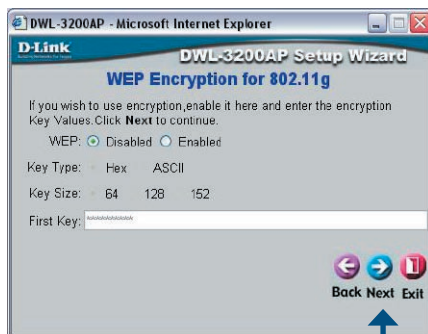 DWL-3200AP - Microsoft Internet Explorer
D-Link
DWL-3200AP Setup Wizard
WEP Encryption for 802.11g
If you wish to use encryption,enable it here and enter the encryption
Key Values.Click Next to continue.
WEP: Disabled Enabled
Key Type: Hex ASCII
Key Size: 64 128 152
First Key: **********
Back Next Exit